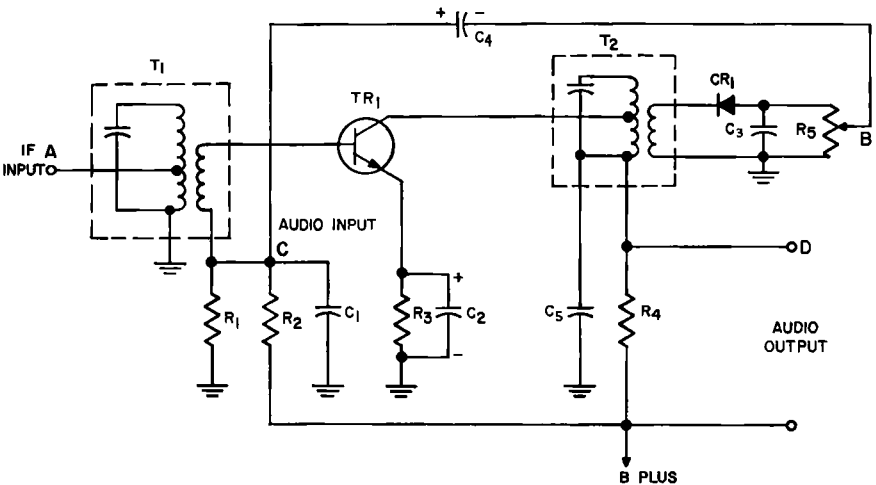 + -
C4
T1
T2
TR1
CR1
C3
R5
B
IF A
INPUT
AUDIO INPUT
C
+
D
R1
R2
C1
R3
C2
C5
R4
-
AUDIO
OUTPUT
B PLUS